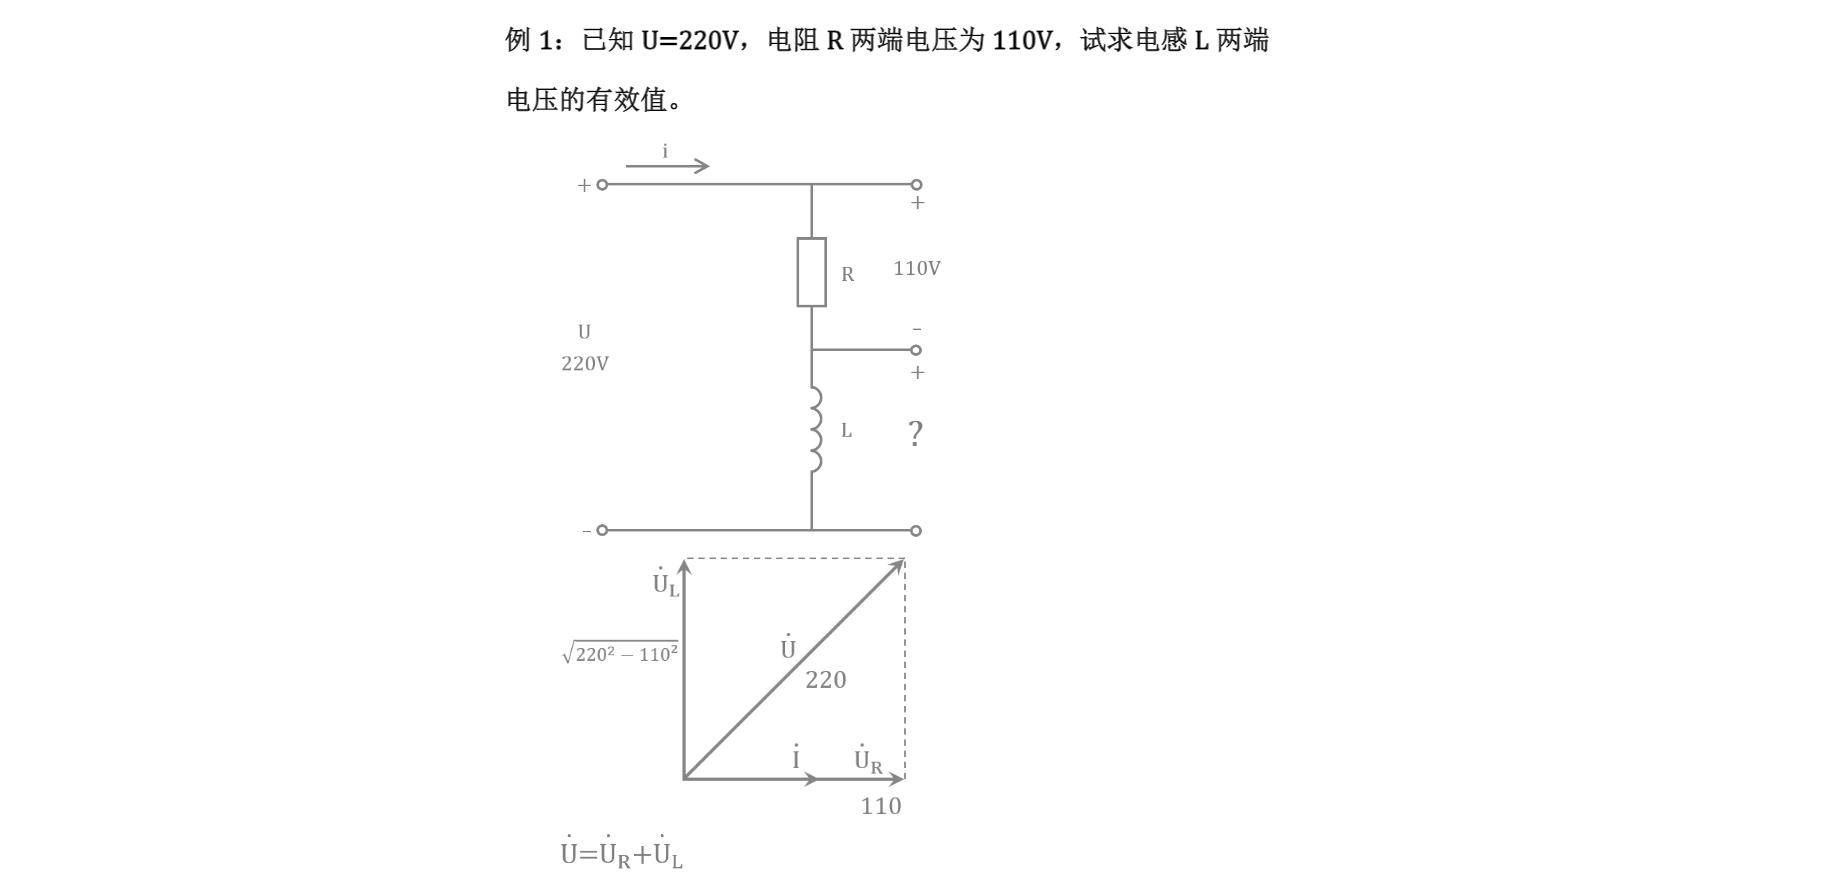 例 1：已知 U=220V，电阻 R 两端电压为 110V，试求电感 L 两端
电压的有效值。
i
+
+
R
110V
U
220V
-
+
L
?
-
U̇L
√220² − 110²
U̇
220
İ
U̇R
110
U̇=U̇R+U̇L